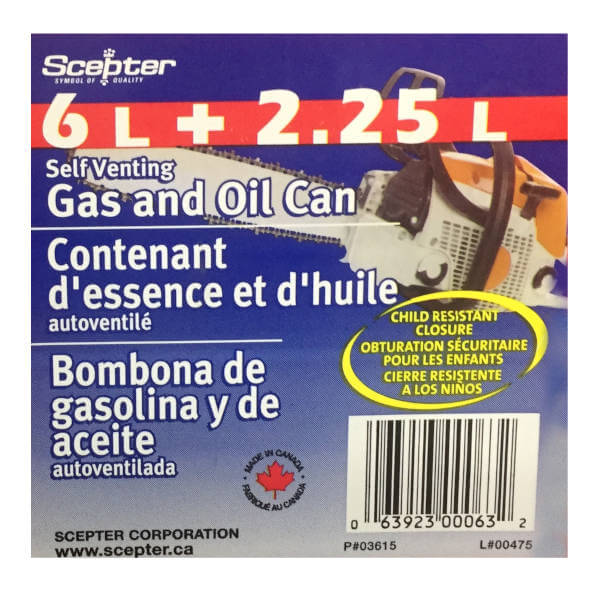 Scepter
SYMBOL OF QUALITY
6 L + 2.25 L
Self Venting
Gas and Oil Can
Contenant
d'essence et d'huile
autoventilé
Bombona de
gasolina y de
aceite
autoventilada
CHILD RESISTANT
CLOSURE
OBTURATION SÉCURITAIRE
POUR LES ENFANTS
CIERRE RESISTENTE
A LOS NIÑOS
MADE IN CANADA
FABRIQUÉ AU CANADA
0 63923 00063 2
SCEPTER CORPORATION
www.scepter.ca
P#03615 L#00475